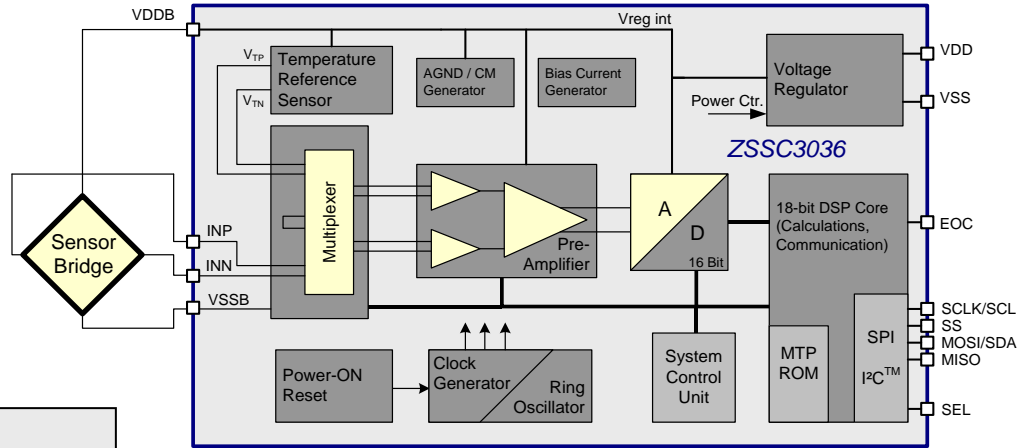 VDDB
Vreg int
VTP
VTN
Temperature
Reference
Sensor
AGND / CM
Generator
Bias Current
Generator
Voltage
Regulator
VDD
VSS
Power Ctr.
ZSSC3036
Sensor
Bridge
INP
INN
VSSB
Multiplexer
Pre-
Amplifier
A
D
16 Bit
18-bit DSP Core
(Calculations,
Communication)
EOC
SCLK/SCL
SS
MOSI/SDA
MISO
SEL
SPI
I²C™
MTP
ROM
System
Control
Unit
Power-ON
Reset
Clock
Generator
Ring
Oscillator